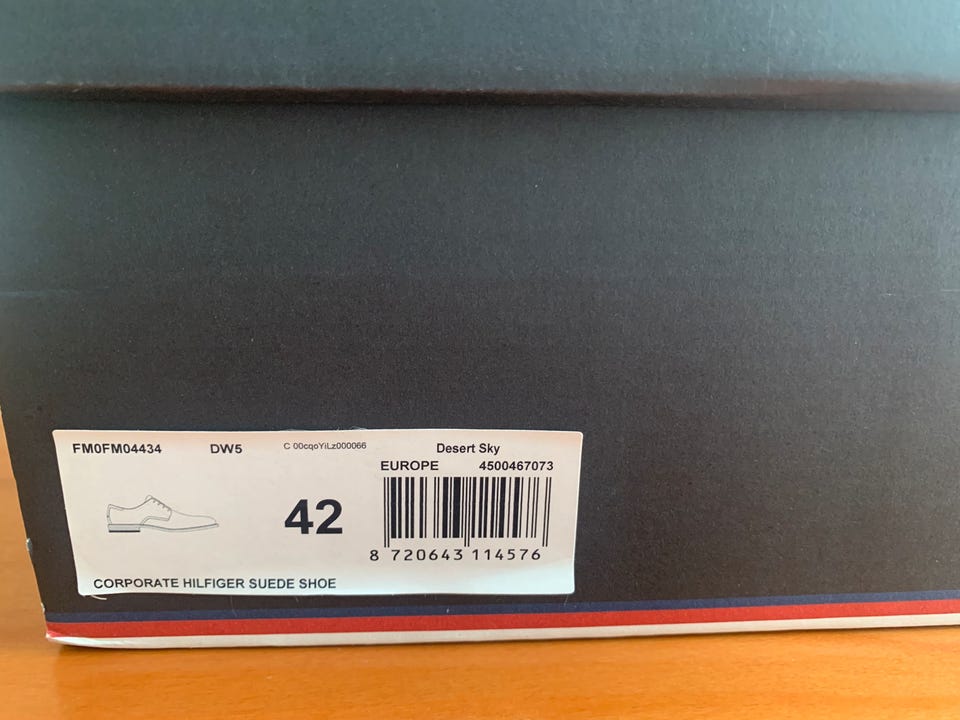 FM0FM04434 DW5 C 00cqoYiLz000066 Desert Sky
EUROPE 4500467073
42
8 720643 114576
CORPORATE HILFIGER SUEDE SHOE